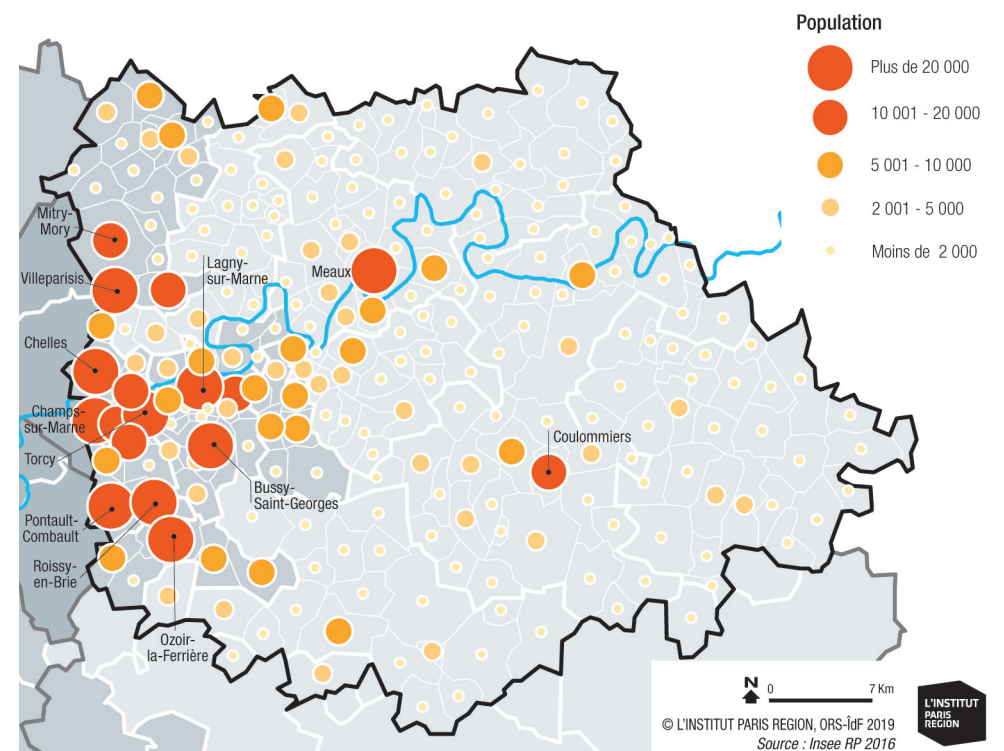 Population
Plus de 20 000
10 001 - 20 000
5 001 - 10 000
2 001 - 5 000
Moins de 2 000
Mitry-
Mory
Villeparisis
Lagny-
sur-Marne
Meaux
Chelles
Champs-
sur-Marne
Torcy
Coulommiers
Bussy-
Saint-Georges
Pontault-
Combault
Roissy-
en-Brie
Ozoir-
la-Ferrière
N
0 7 Km
© L'INSTITUT PARIS REGION, ORS-ÎdF 2019
Source : Insee RP 2016
L'INSTITUT
PARIS
REGION